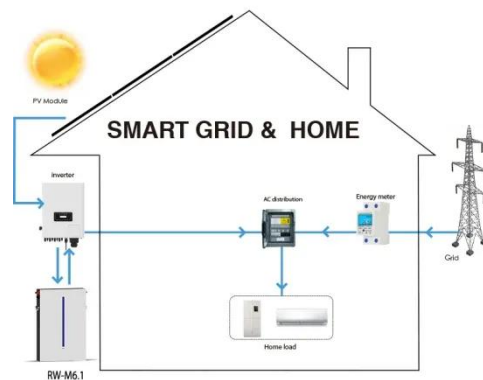 PV Module
SMART GRID & HOME
inverter
AC distribution
Energy meter
Grid
Home load
RW-M6.1